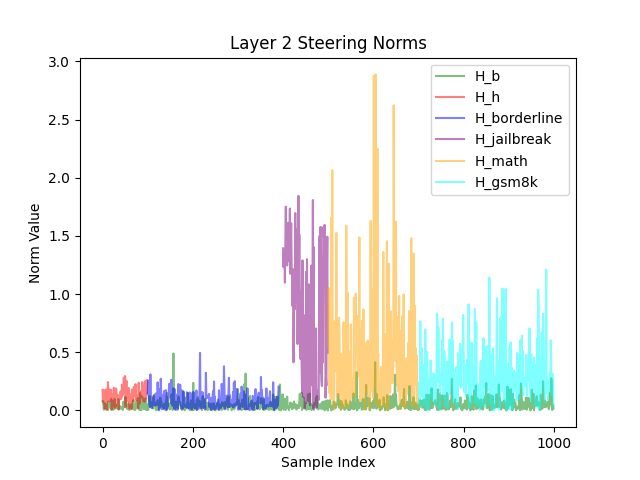 Layer 2 Steering Norms
3.0
2.5
2.0
1.5
1.0
0.5
0.0
Norm Value
H_b
H_h
H_borderline
H_jailbreak
H_math
H_gsm8k
0
200
400
600
800
1000
Sample Index